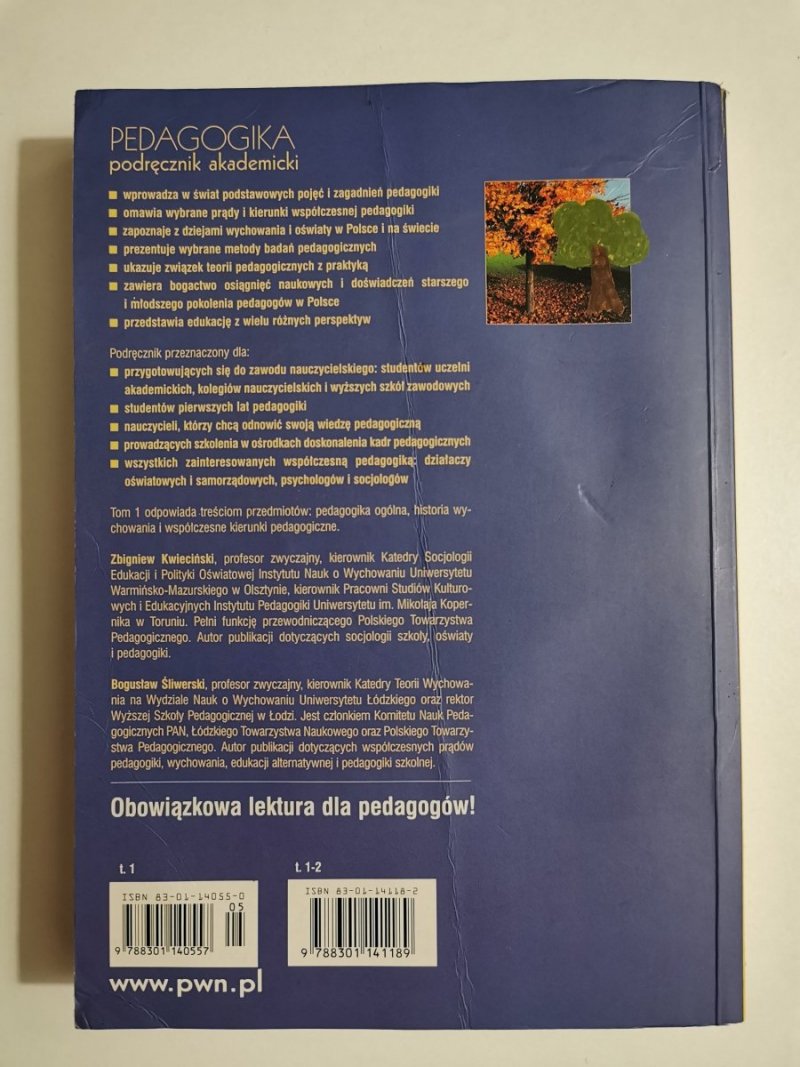 PEDAGOGIKA
podręcznik akademicki
wprowadza w świat podstawowych pojęć i zagadnień pedagogiki
omawia wybrane prądy i kierunki współczesnej pedagogiki
zapoznaje z dziejami wychowania i oświaty w Polsce i na świecie
prezentuje wybrane metody badań pedagogicznych
ukazuje związek teorii pedagogicznych z praktyką
zawiera bogactwo osiągnięć naukowych i doświadczeń starszego
i młodszego pokolenia pedagogów w Polsce
przedstawia edukację z wielu różnych perspektyw
Podręcznik przeznaczony dla:
przygotowujących się do zawodu nauczycielskiego: studentów uczelni
akademickich, kolegiów nauczycielskich i wyższych szkół zawodowych
studentów pierwszych lat pedagogiki
nauczycieli, którzy chcą odnowić swoją wiedzę pedagogiczną
prowadzących szkolenia w ośrodkach doskonalenia kadr pedagogicznych
wszystkich zainteresowanych współczesną pedagogiką: działaczy
oświatowych i samorządowych, psychologów i socjologów
Tom 1 odpowiada treściom przedmiotów: pedagogika ogólna, historia wy-
chowania i współczesne kierunki pedagogiczne.
Zbigniew Kwieciński, profesor zwyczajny, kierownik Katedry Socjologii
Edukacji i Polityki Oświatowej Instytutu Nauk o Wychowaniu Uniwersytetu
Warmińsko-Mazurskiego w Olsztynie, kierownik Pracowni Studiów Kulturo-
wych i Edukacyjnych Instytutu Pedagogiki Uniwersytetu im. Mikołaja Koper-
nika w Toruniu. Pełni funkcję przewodniczącego Polskiego Towarzystwa
Pedagogicznego. Autor publikacji dotyczących socjologii szkoły, oświaty
i pedagogiki.
Bogusław Śliwerski, profesor zwyczajny, kierownik Katedry Teorii Wychowa-
nia na Wydziale Nauk o Wychowaniu Uniwersytetu Łódzkiego oraz rektor
Wyższej Szkoły Pedagogicznej w Łodzi. Jest członkiem Komitetu Nauk Peda-
gogicznych PAN, Łódzkiego Towarzystwa Naukowego oraz Polskiego Towarzy-
stwa Pedagogicznego. Autor publikacji dotyczących współczesnych prądów
pedagogiki, wychowania, edukacji alternatywnej i pedagogiki szkolnej.
Obowiązkowa lektura dla pedagogów!
t. 1
ISBN 83-01-14055-0
05
9 788301 140557
t. 1-2
ISBN 83-01-14118-2
9 788301 141189
www.pwn.pl